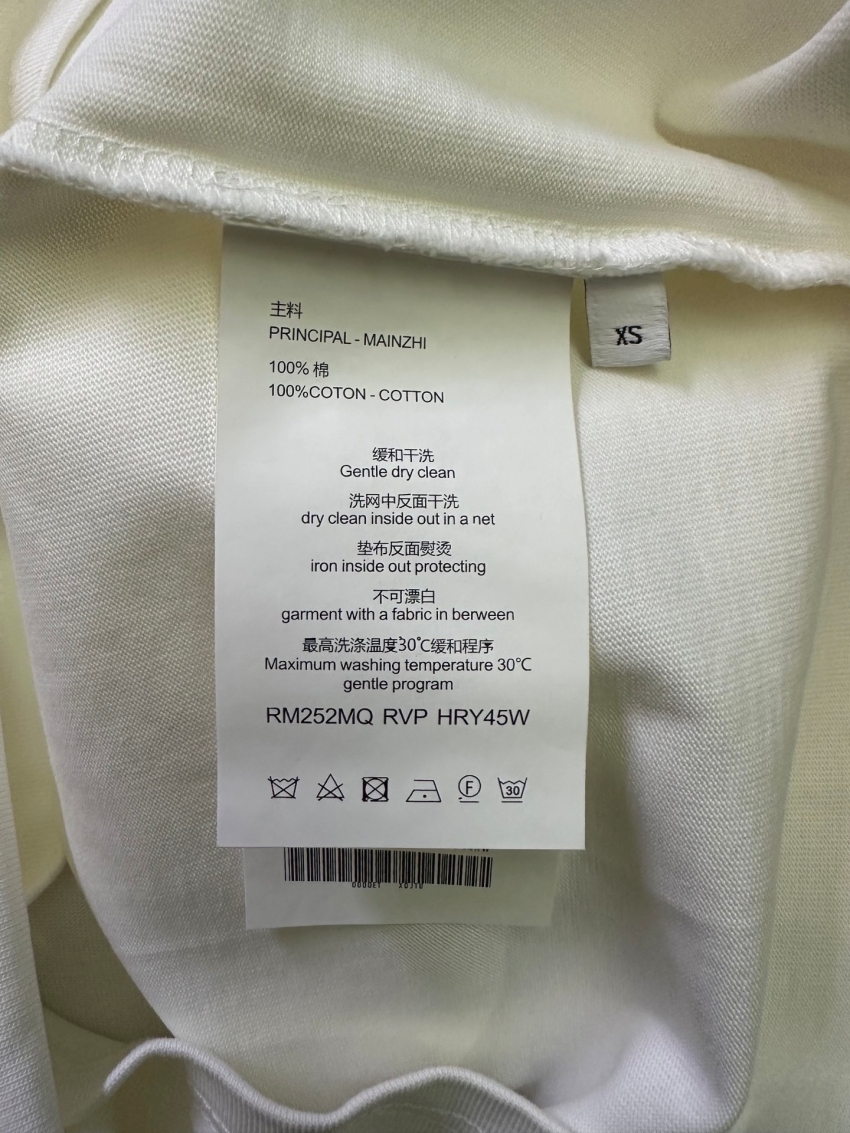 主料
PRINCIPAL - MAINZHI
100% 棉
100%COTON - COTTON
XS
缓和干洗
Gentle dry clean
洗网中反面干洗
dry clean inside out in a net
垫布反面熨烫
iron inside out protecting
不可漂白
garment with a fabric in berween
最高洗涤温度30℃缓和程序
Maximum washing temperature 30℃
gentle program
RM252MQ RVP HRY45W
F
30